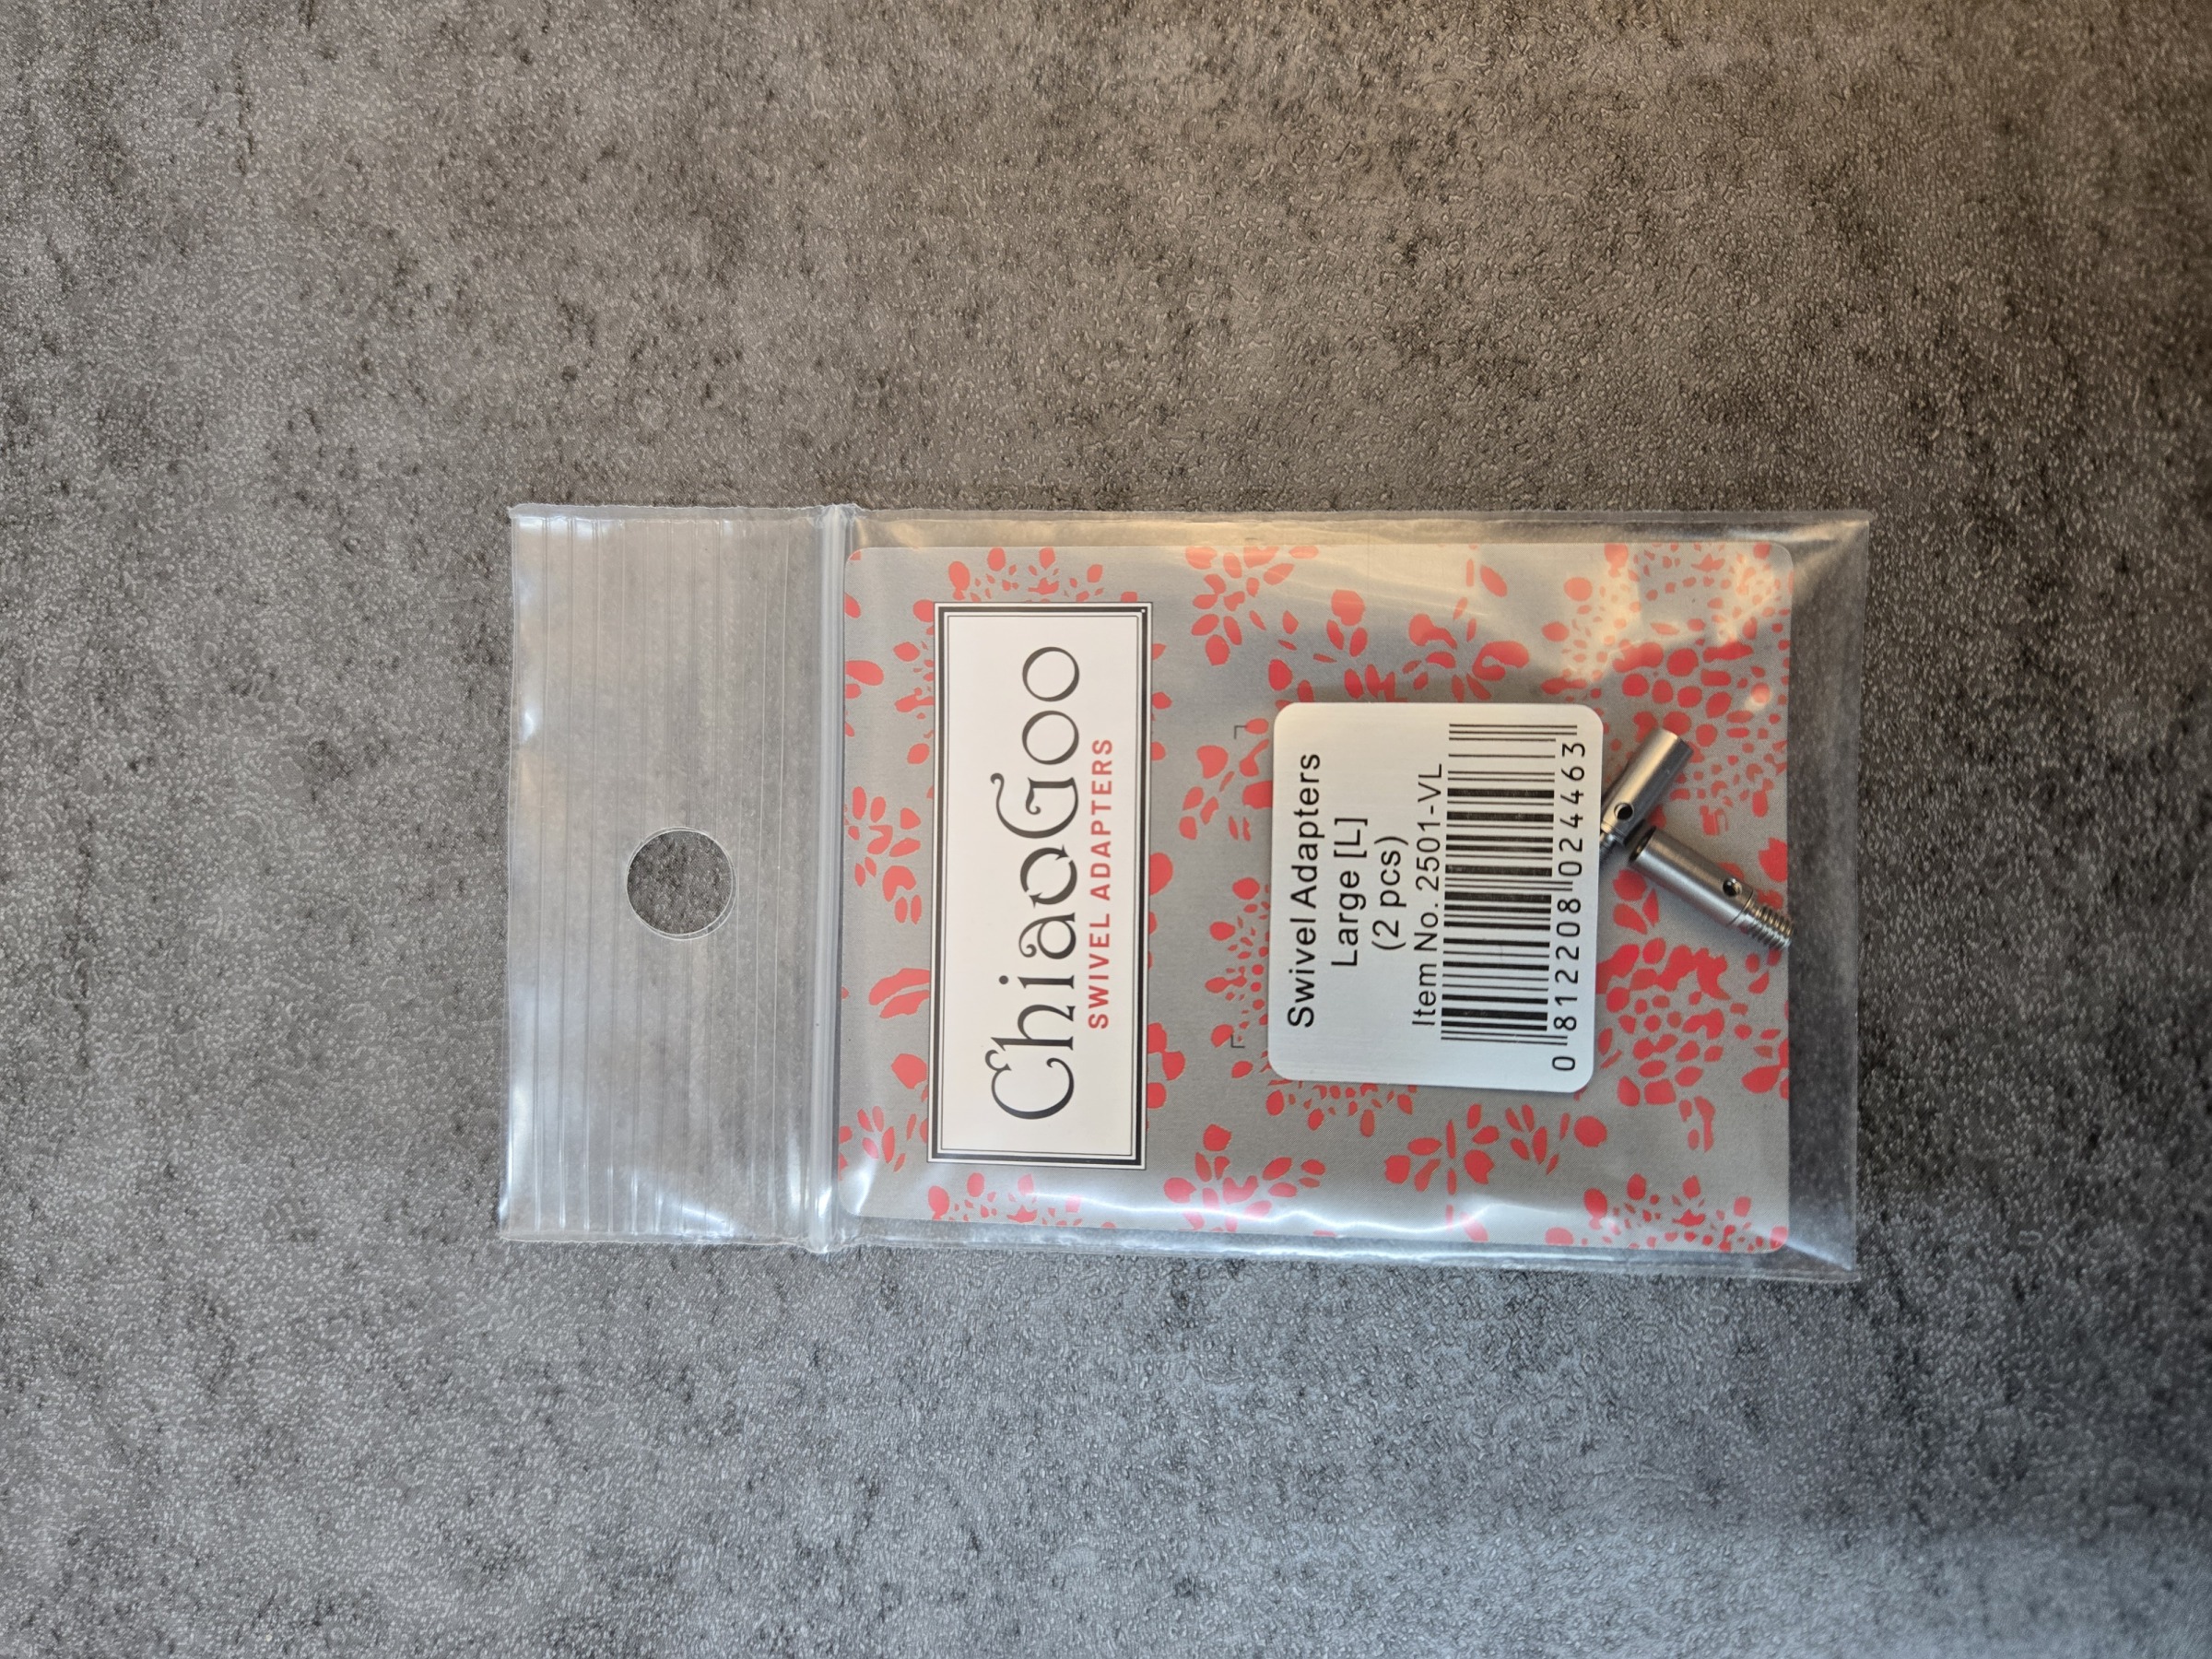 ChiaoGoo
SWIVEL ADAPTERS
Swivel Adapters
Large [L]
(2 pcs)
Item No. 2501-VL
0 812208 024463